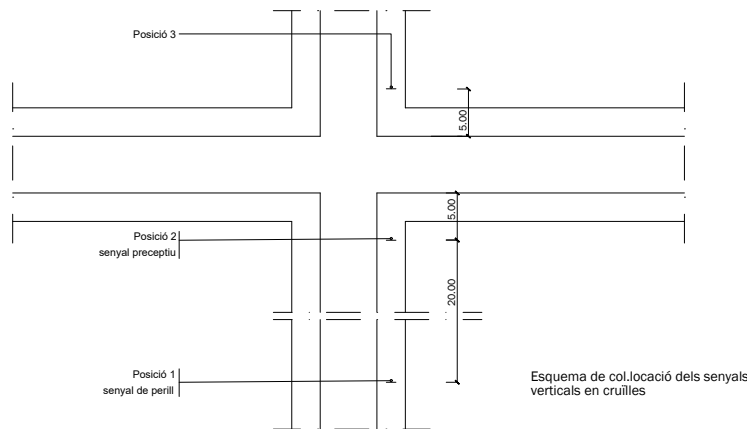 Posició 3
5.00
5.00
Posició 2
senyal preceptiu
20.00
Posició 1
senyal de perill
Esquema de col.locació dels senyals
verticals en cruïlles